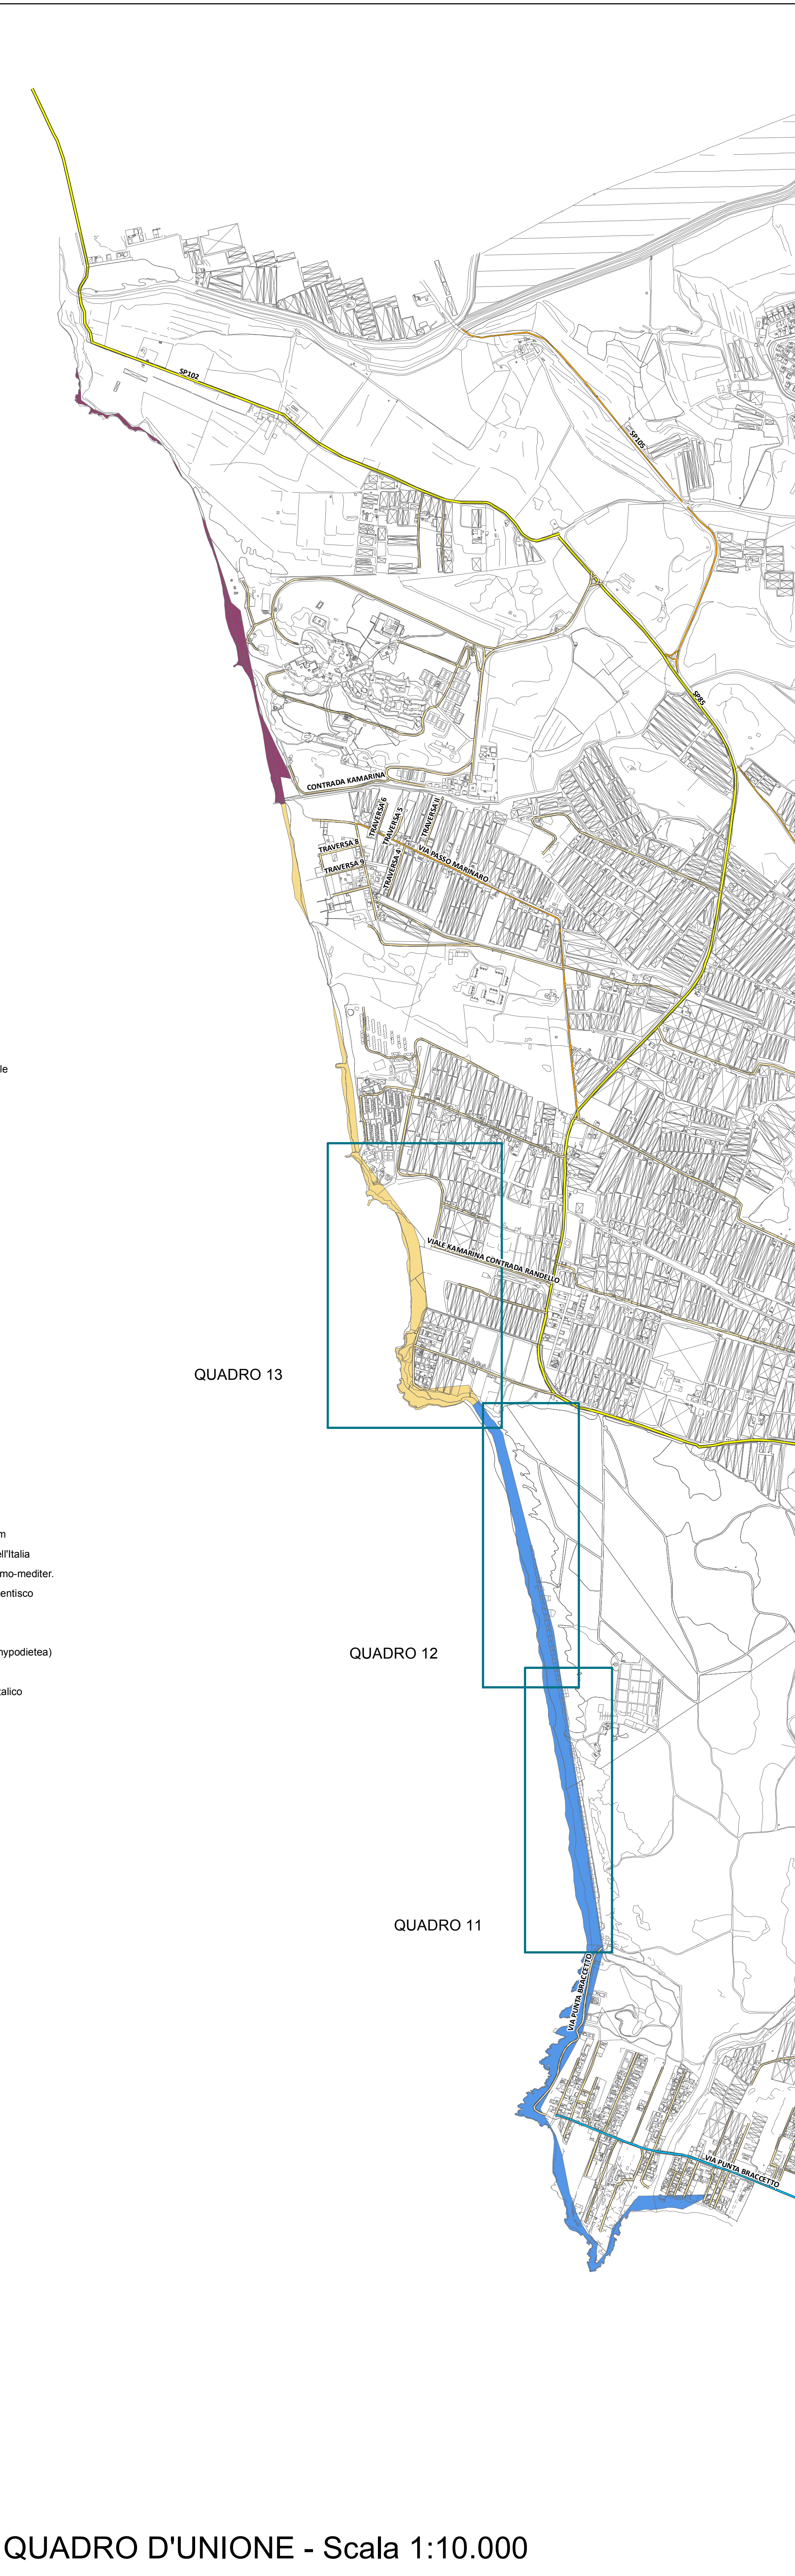 SP102
SP105
SP85
CONTRADA KAMARINA
TRAVERSA 6
TRAVERSA 5
TRAVERSA II
TRAVERSA 8
VIA PASSO MARINARO
TRAVERSA 9
TRAVERSA 4
le
VIALE KAMARINA CONTRADA RANDELLO
QUADRO 13
m
ell'Italia
mo-mediter.
entisco
hypodietea)
QUADRO 12
talico
QUADRO 11
VIA PUNTA BRACCETTO
VIA PUNTA BRACCETTO
QUADRO D'UNIONE - Scala 1:10.000